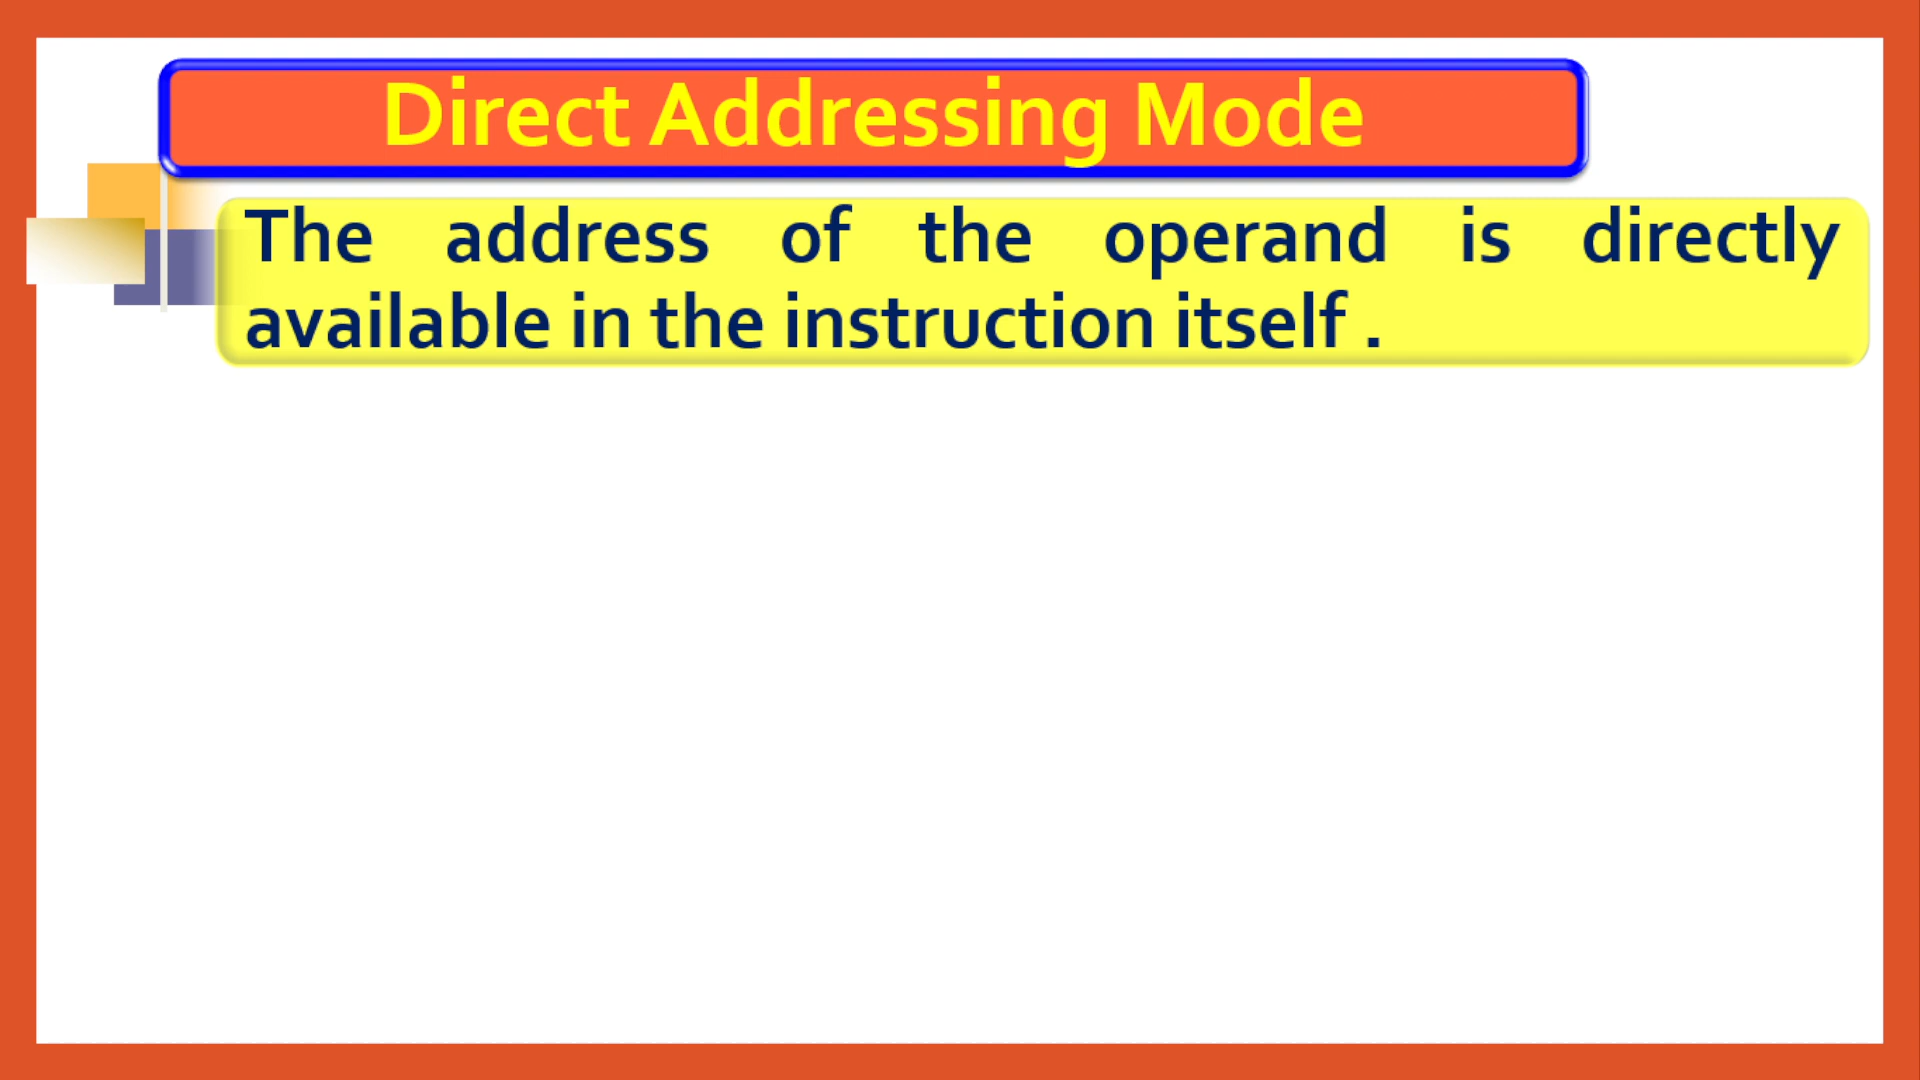 Direct Addressing Mode
The address of the operand is directly
available in the instruction itself .